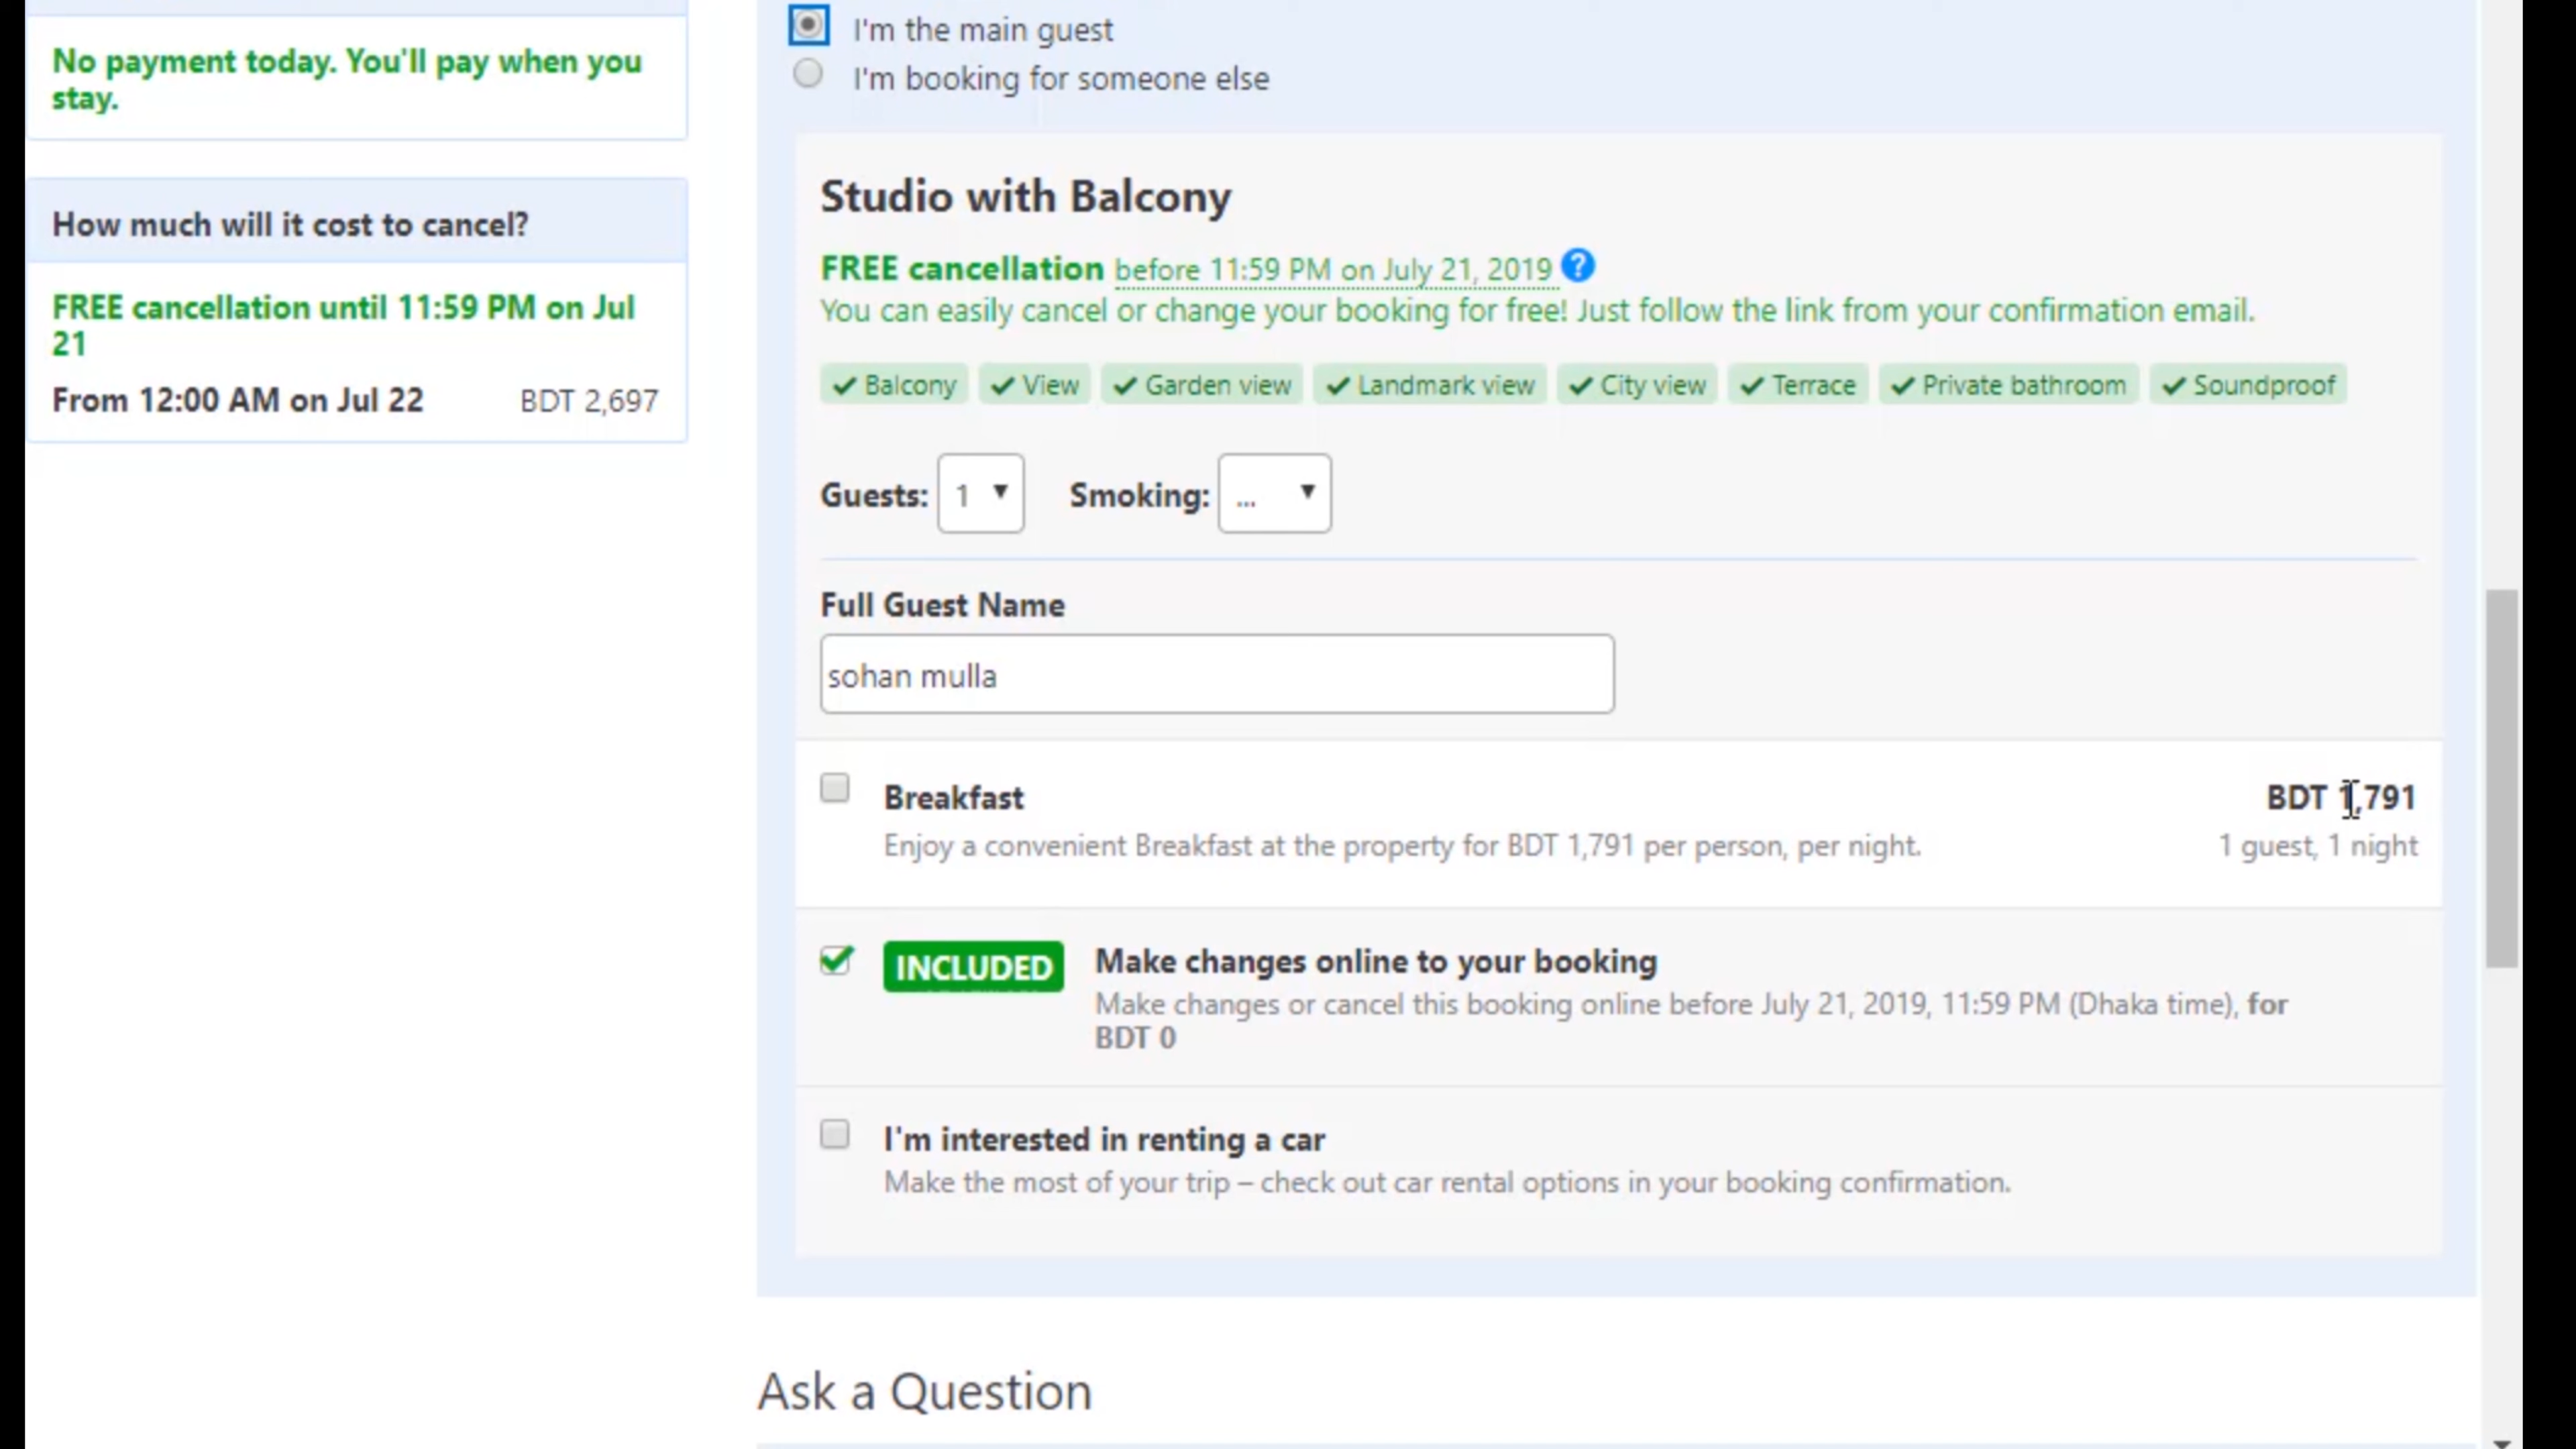 No payment today. You'll pay when you
stay.
How much will it cost to cancel?
FREE cancellation until 11:59 PM on Jul
21
From 12:00 AM on Jul 22 BDT 2,697
I'm the main guest
I'm booking for someone else
Studio with Balcony
FREE cancellation before 11:59 PM on July 21, 2019 ?
You can easily cancel or change your booking for free! Just follow the link from your confirmation email.
Balcony View Garden view Landmark view City view Terrace Private bathroom Soundproof
Guests: 1 Smoking: ...
Full Guest Name
sohan mulla
Breakfast BDT 1,791
Enjoy a convenient Breakfast at the property for BDT 1,791 per person, per night. 1 guest, 1 night
INCLUDED Make changes online to your booking
Make changes or cancel this booking online before July 21, 2019, 11:59 PM (Dhaka time), for
BDT 0
I'm interested in renting a car
Make the most of your trip – check out car rental options in your booking confirmation.
Ask a Question